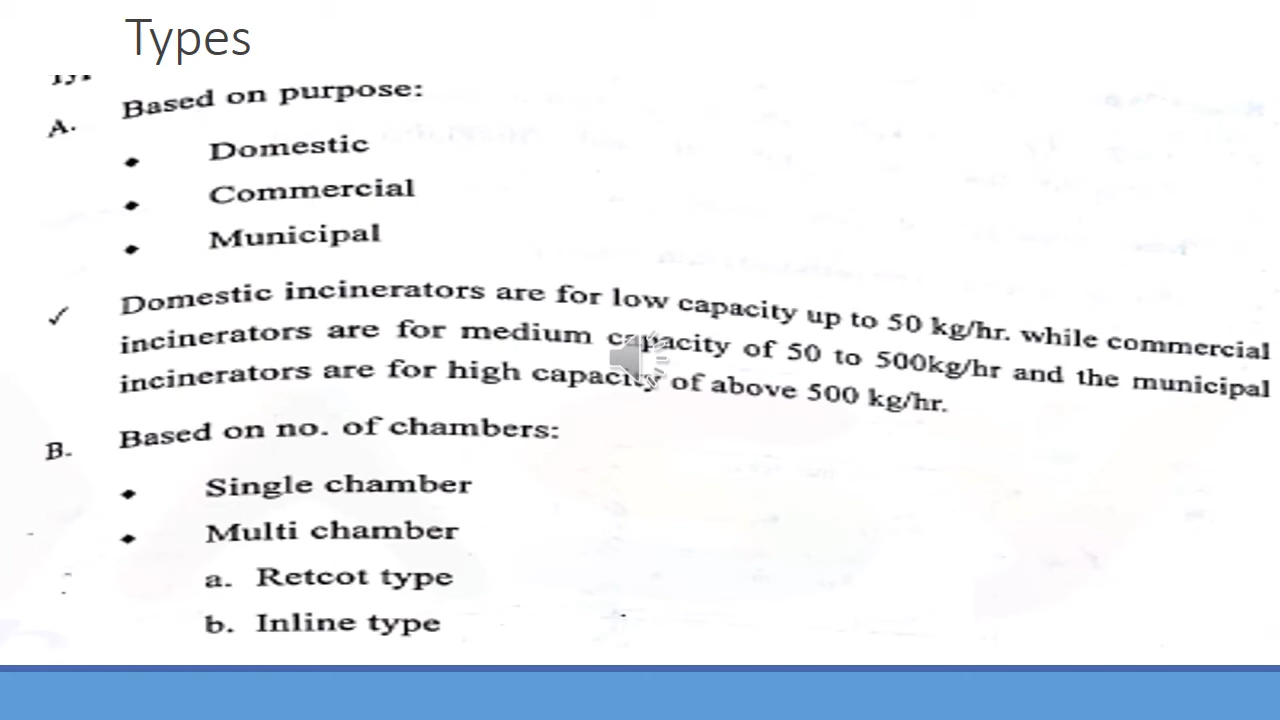 Types
A. Based on purpose:
◆ Domestic
◆ Commercial
◆ Municipal
✓ Domestic incinerators are for low capacity up to 50 kg/hr. while commercial
incinerators are for medium capacity of 50 to 500kg/hr and the municipal
incinerators are for high capacity of above 500 kg/hr.
B. Based on no. of chambers:
◆ Single chamber
◆ Multi chamber
a. Retcot type
b. Inline type